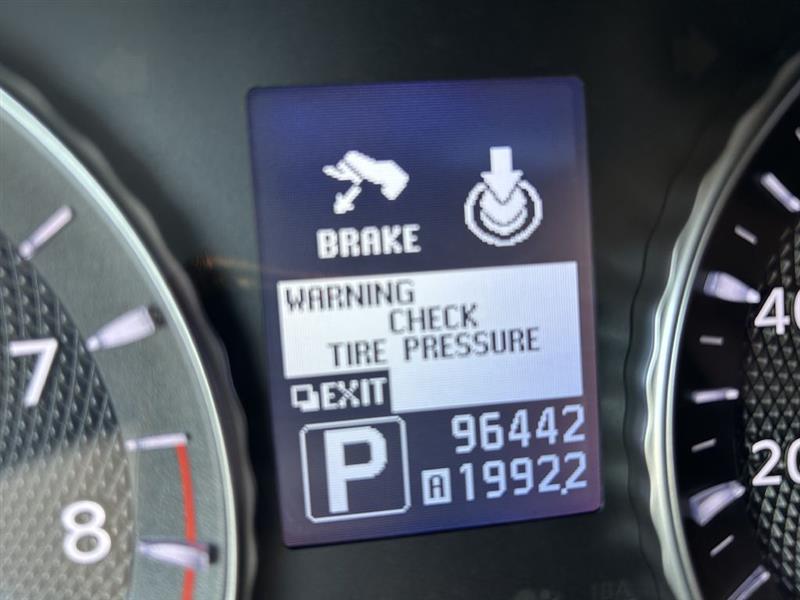 BRAKE
WARNING
CHECK
TIRE PRESSURE
EXIT
P
96442
A 1992.2
7
8
40
20